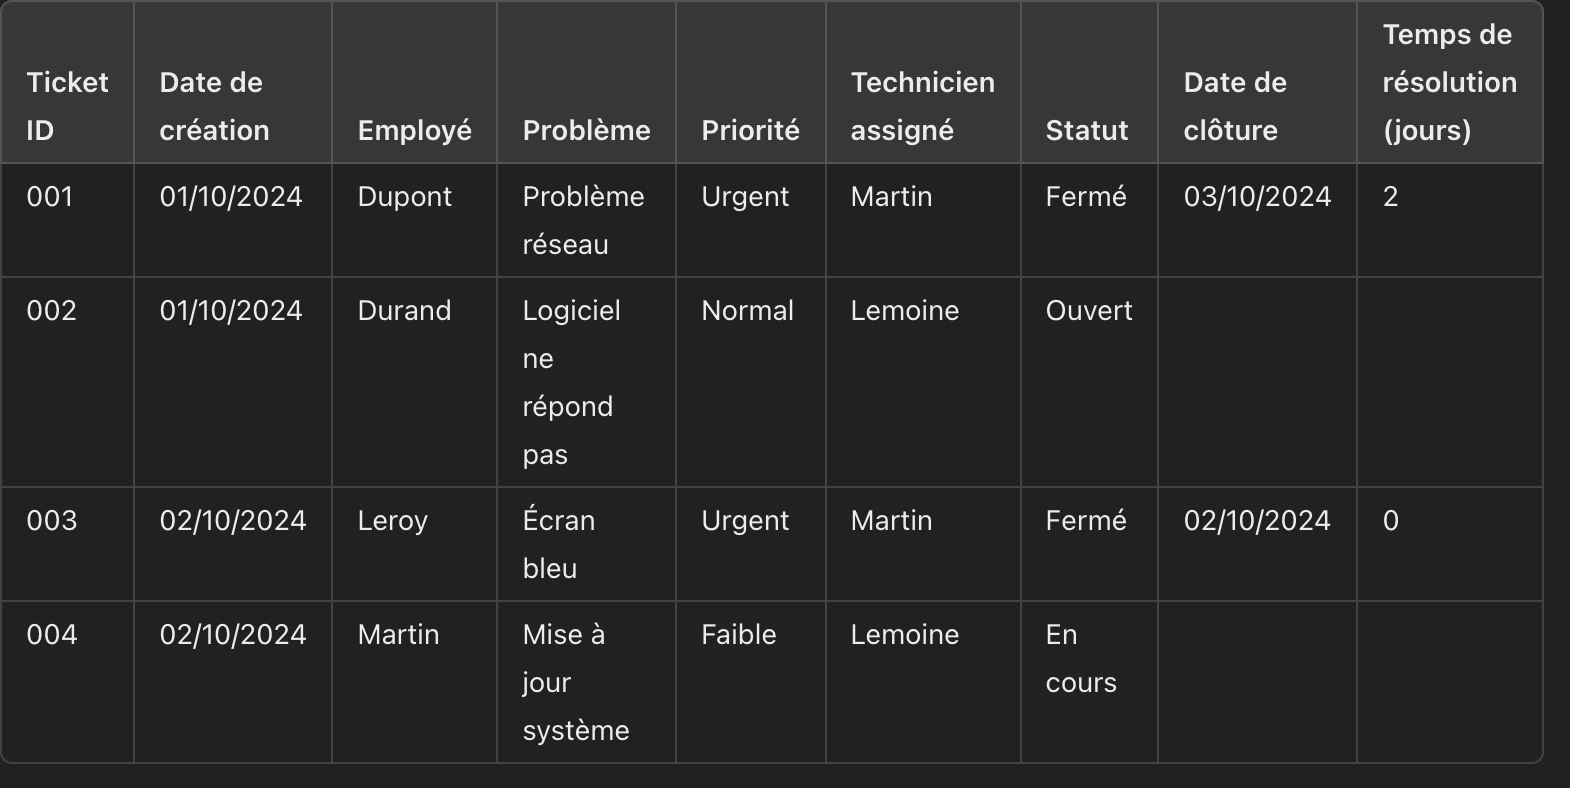 Ticket ID | Date de création | Employé | Problème | Priorité | Technicien assigné | Statut | Date de clôture | Temps de résolution (jours)
001 | 01/10/2024 | Dupont | Problème réseau | Urgent | Martin | Fermé | 03/10/2024 | 2
002 | 01/10/2024 | Durand | Logiciel ne répond pas | Normal | Lemoine | Ouvert | |
003 | 02/10/2024 | Leroy | Écran bleu | Urgent | Martin | Fermé | 02/10/2024 | 0
004 | 02/10/2024 | Martin | Mise à jour système | Faible | Lemoine | En cours | |